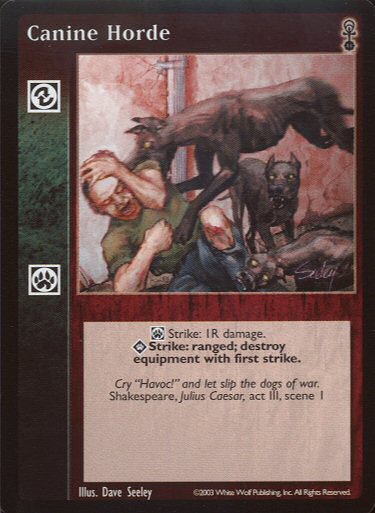 Canine Horde
Seeley
Strike: 1R damage.
Strike: ranged; destroy
equipment with first strike.
Cry "Havoc!" and let slip the dogs of war.
Shakespeare, Julius Caesar, act III, scene 1
Illus. Dave Seeley
©2003 White Wolf Publishing, Inc. All Rights Reserved.